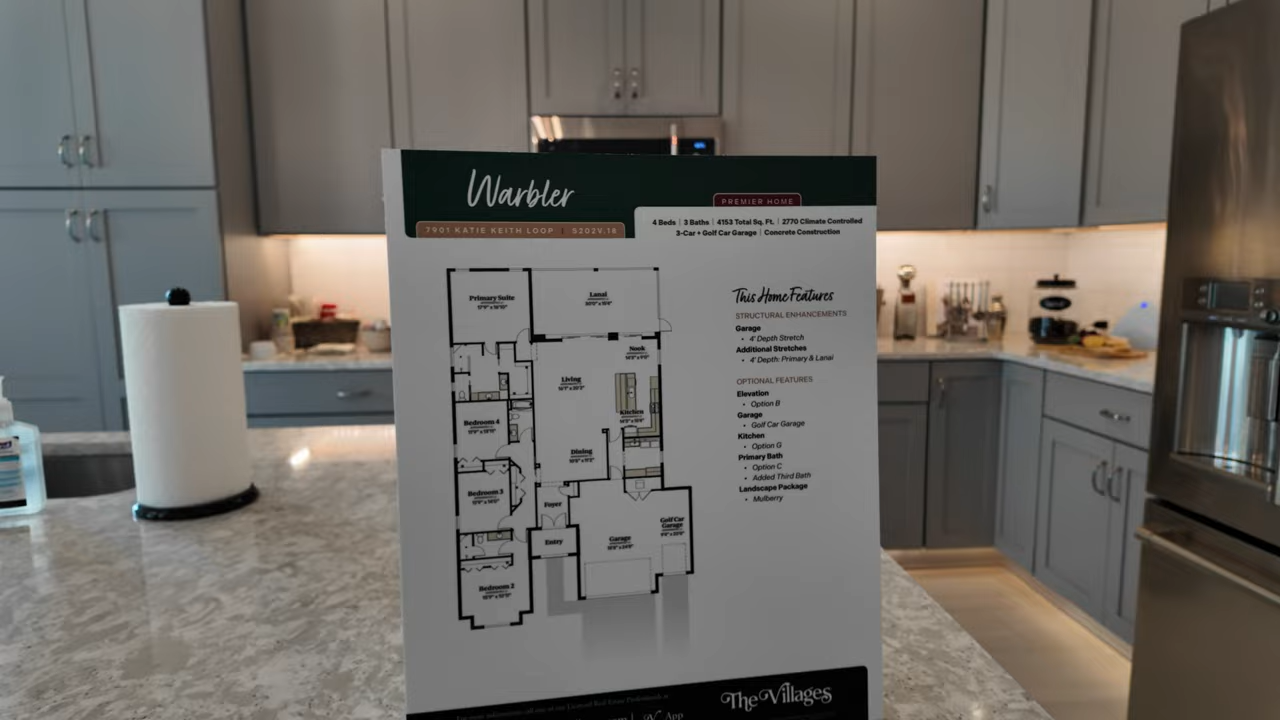 Warbler
PREMIER HOME
7901 KATIE KEITH LOOP | 5202V.18
4 Beds | 3 Baths | 4153 Total Sq. Ft. | 2770 Climate Controlled
3-Car + Golf Car Garage | Concrete Construction
Primary Suite
Lanai
Nook
Living
Kitchen
Bedroom 4
Dining
Bedroom 3
Foyer
Golf Car
Garage
Garage
Entry
Bedroom 2
This Home Features
STRUCTURAL ENHANCEMENTS
Garage
• 4' Depth Stretch
Additional Stretches
• 4' Depth: Primary & Lanai
OPTIONAL FEATURES
Elevation
• Option B
Garage
• Golf Car Garage
Kitchen
• Option G
Primary Bath
• Option C
• Added Third Bath
Landscape Package
• Mulberry
The Villages
App